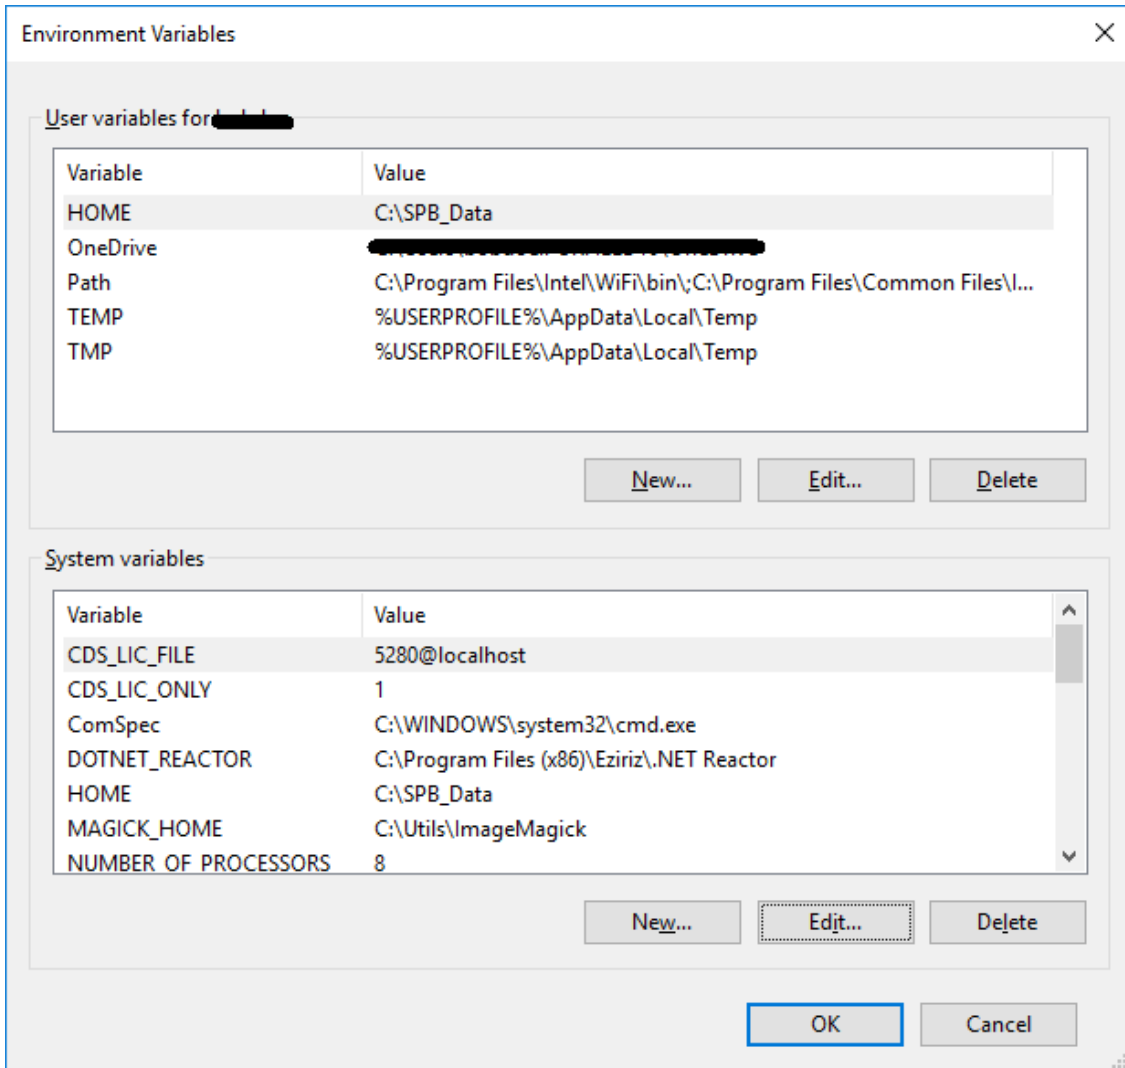 Environment Variables
User variables for
Variable Value
HOME C:\SPB_Data
OneDrive
Path C:\Program Files\Intel\WiFi\bin\;C:\Program Files\Common Files\I...
TEMP %USERPROFILE%\AppData\Local\Temp
TMP %USERPROFILE%\AppData\Local\Temp
New... Edit... Delete
System variables
Variable Value
CDS_LIC_FILE 5280@localhost
CDS_LIC_ONLY 1
ComSpec C:\WINDOWS\system32\cmd.exe
DOTNET_REACTOR C:\Program Files (x86)\Eziriz\.NET Reactor
HOME C:\SPB_Data
MAGICK_HOME C:\Utils\ImageMagick
NUMBER_OF_PROCESSORS 8
New... Edit... Delete
OK Cancel